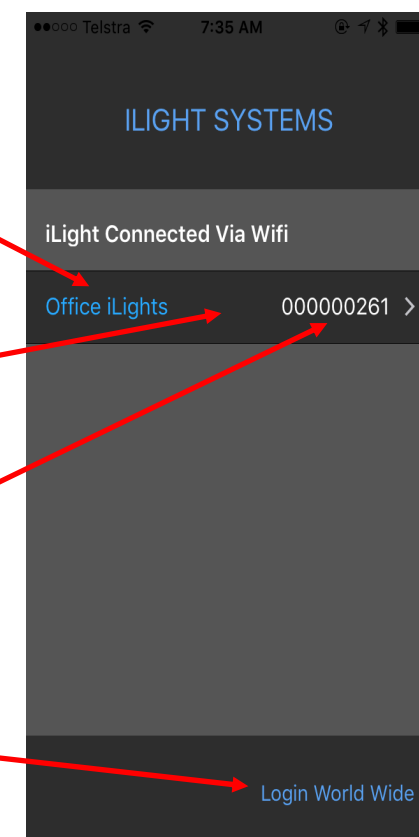 Telstra 7:35 AM
ILIGHT SYSTEMS
iLight Connected Via Wifi
Office iLights 000000261 >
Login World Wide